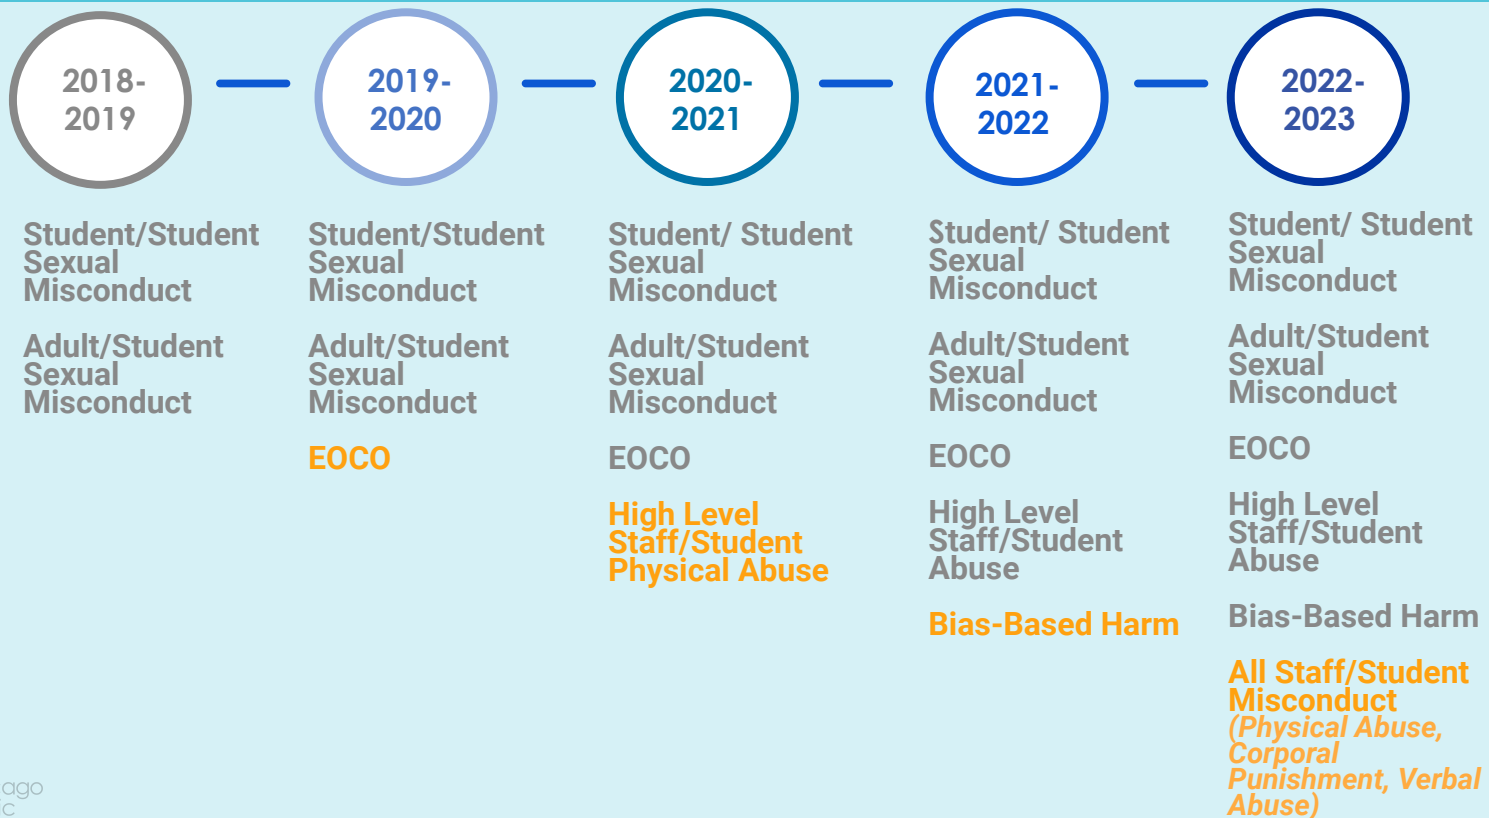 2018-
2019
2019-
2020
2020-
2021
2021-
2022
2022-
2023
Student/Student
Sexual
Misconduct
Adult/Student
Sexual
Misconduct
Student/Student
Sexual
Misconduct
Adult/Student
Sexual
Misconduct
EOCO
Student/ Student
Sexual
Misconduct
Adult/Student
Sexual
Misconduct
EOCO
High Level
Staff/Student
Physical Abuse
Student/ Student
Sexual
Misconduct
Adult/Student
Sexual
Misconduct
EOCO
High Level
Staff/Student
Abuse
Bias-Based Harm
Student/ Student
Sexual
Misconduct
Adult/Student
Sexual
Misconduct
EOCO
High Level
Staff/Student
Abuse
Bias-Based Harm
All Staff/Student
Misconduct
(Physical Abuse,
Corporal
Punishment, Verbal
Abuse)
ago
ic